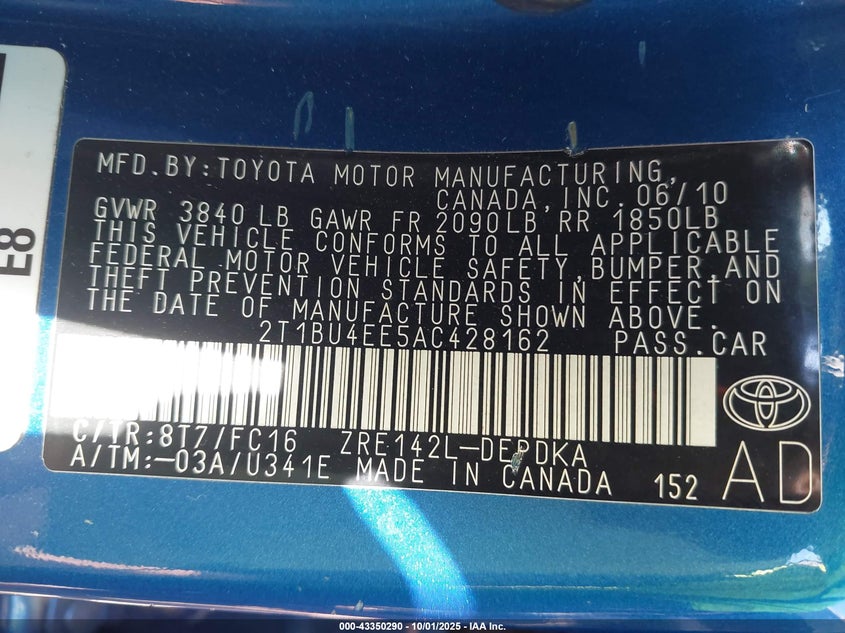 E8
MFD. BY: TOYOTA MOTOR MANUFACTURING,
CANADA, INC. 06/10
GVWR 3840 LB GAWR FR 2090LB, RR 1850LB
THIS VEHICLE CONFORMS TO ALL APPLICABLE
FEDERAL MOTOR VEHICLE SAFETY, BUMPER, AND
THEFT PREVENTION STANDARDS IN EFFECT ON
THE DATE OF MANUFACTURE SHOWN ABOVE.
2T1BU4EE5AC428162 PASS. CAR
C/TR: 8T7/FC16 ZRE142L-DEPDKA
A/TM: -03A/U341E MADE IN CANADA 152
AD
000-43350290 - 10/01/2025 - IAA Inc.